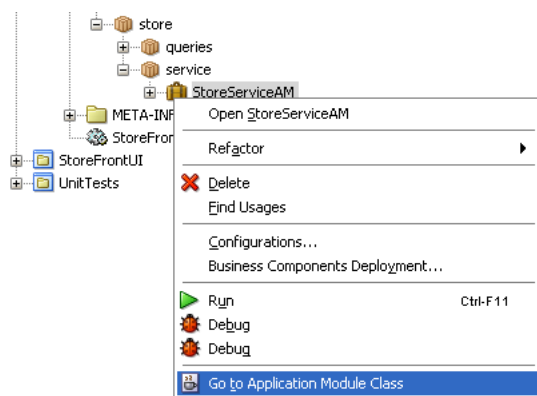 store
queries
service
StoreServiceAM
META-INF
Open StoreServiceAM
StoreFron
Refactor
StoreFrontUI
UnitTests
Delete
Find Usages
Configurations...
Business Components Deployment...
Run Ctrl-F11
Debug
Debug
Go to Application Module Class